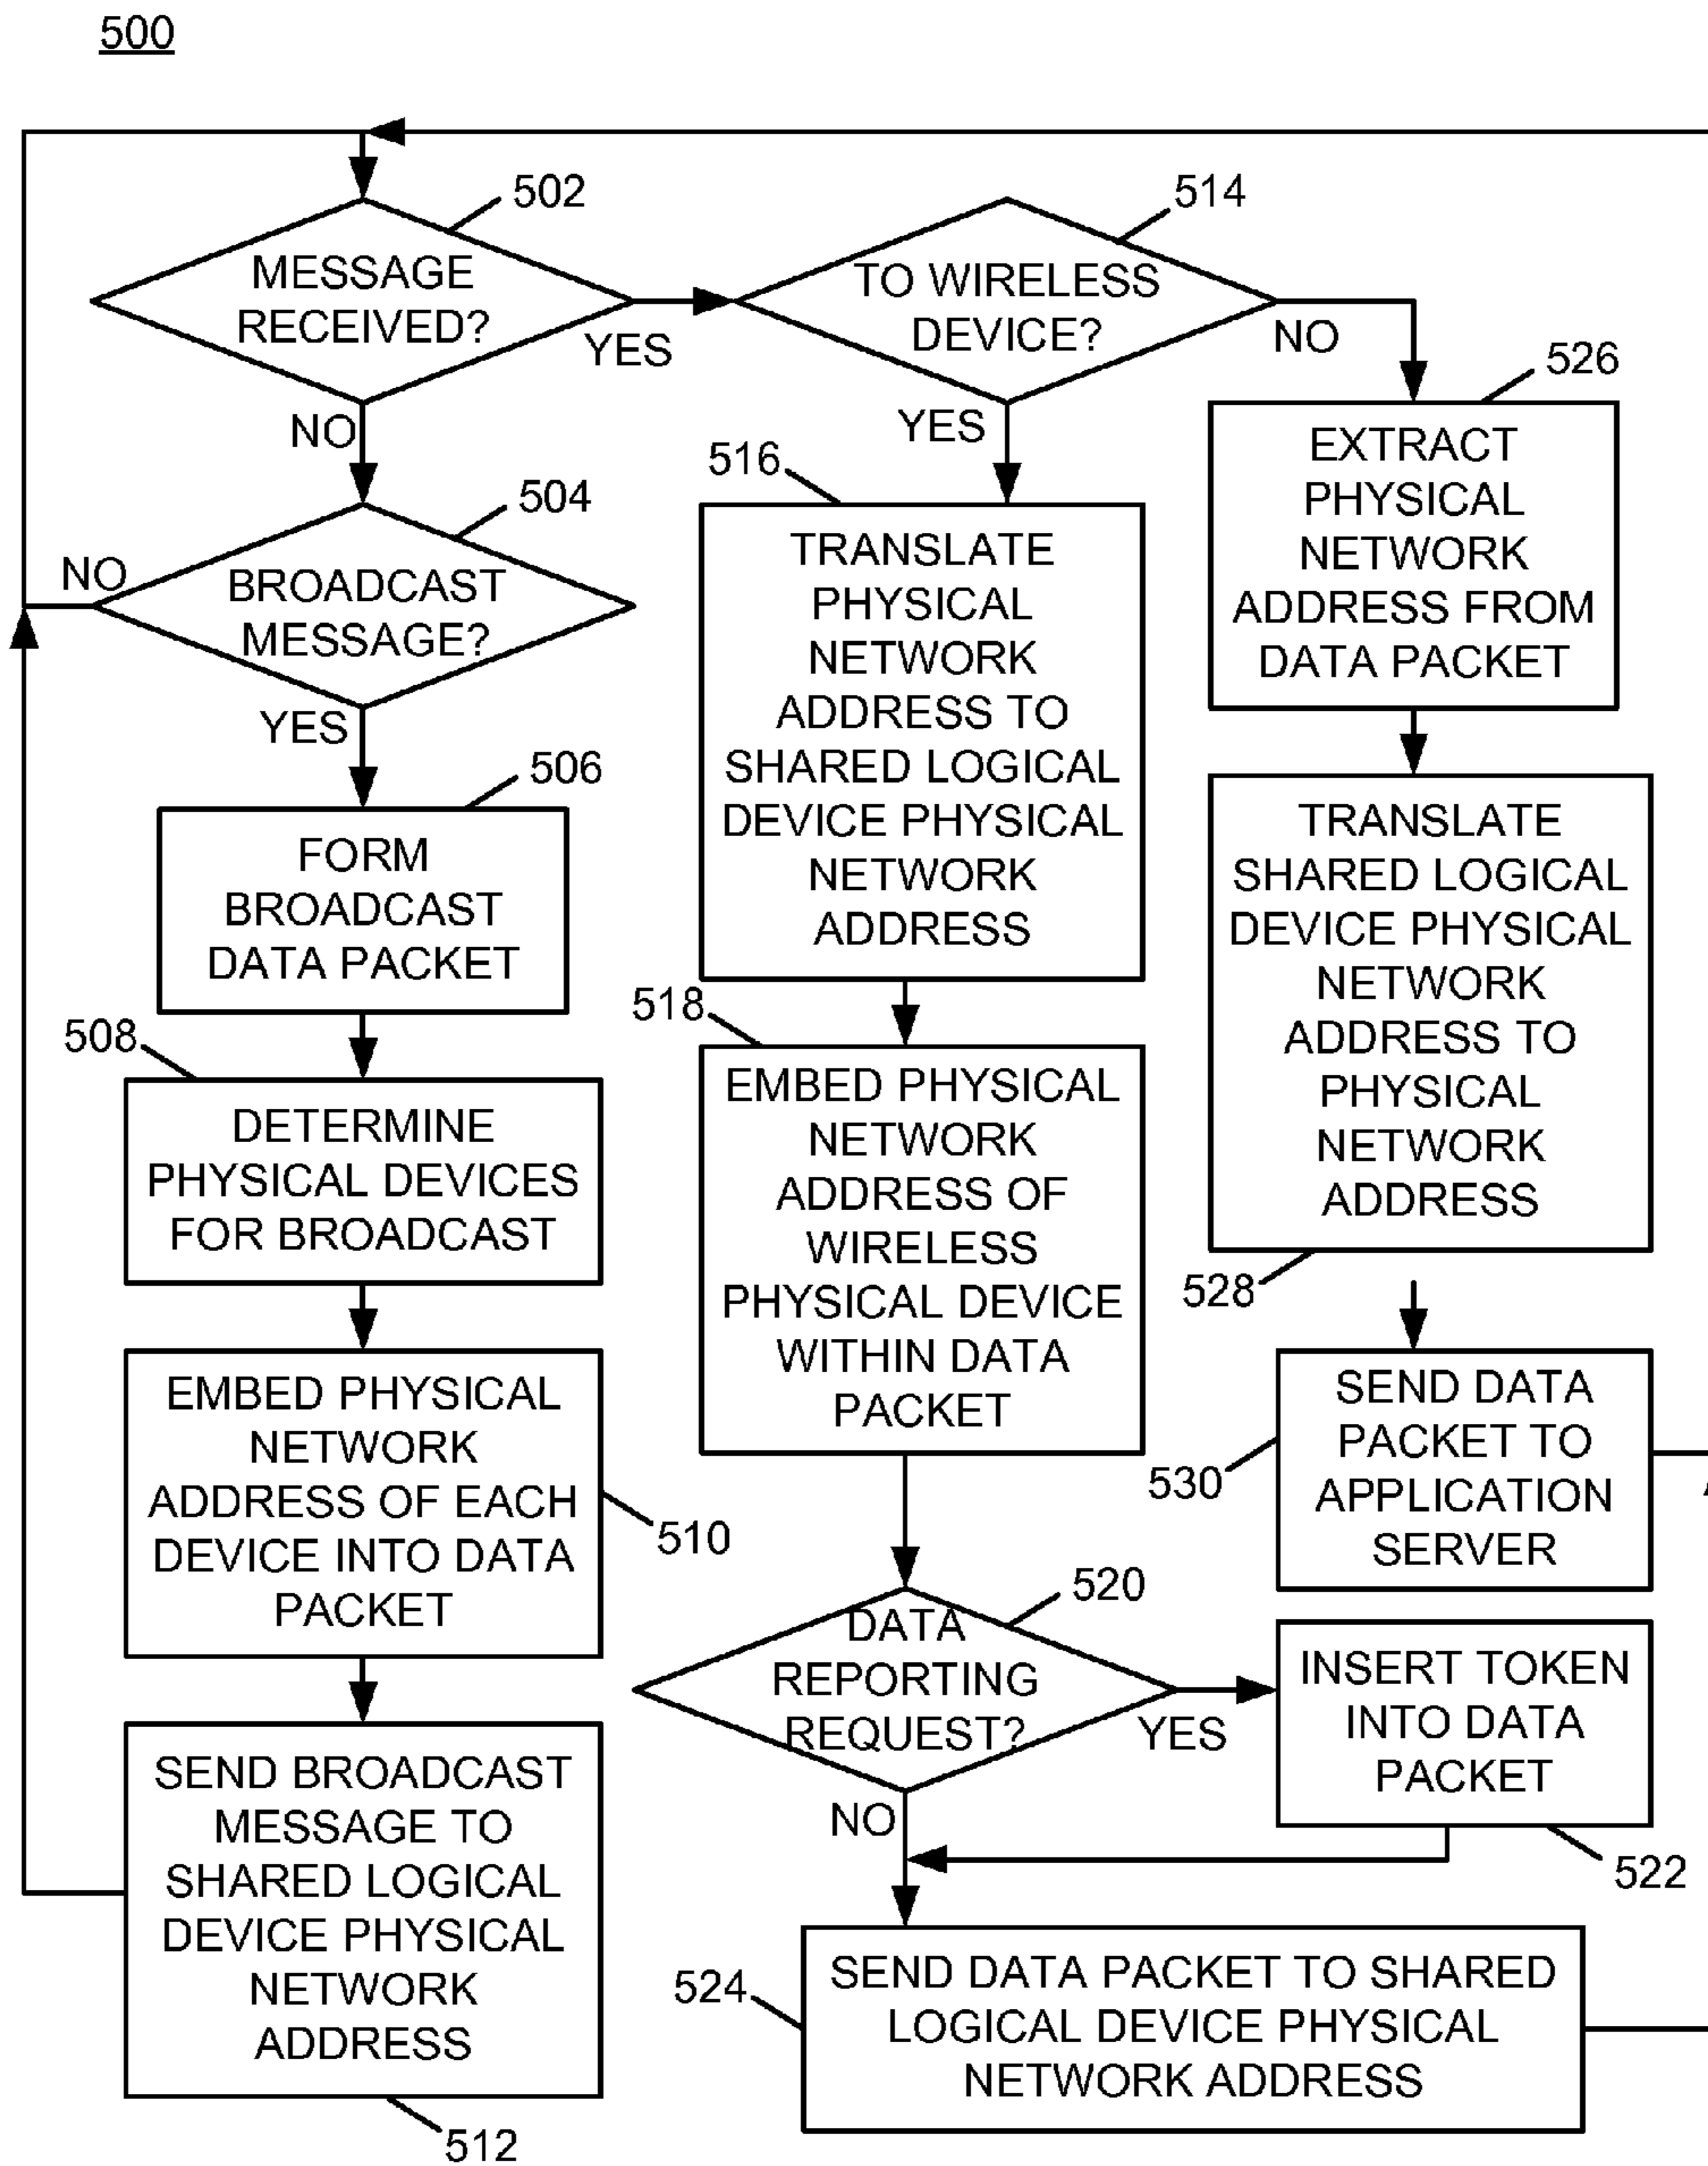 500
502
MESSAGE
RECEIVED?
YES
NO
514
TO WIRELESS
DEVICE?
NO
YES
504
BROADCAST
MESSAGE?
NO
YES
506
FORM
BROADCAST
DATA PACKET
508
DETERMINE
PHYSICAL DEVICES
FOR BROADCAST
EMBED PHYSICAL
NETWORK
ADDRESS OF EACH
DEVICE INTO DATA
PACKET
510
SEND BROADCAST
MESSAGE TO
SHARED LOGICAL
DEVICE PHYSICAL
NETWORK
ADDRESS
512
516
TRANSLATE
PHYSICAL
NETWORK
ADDRESS TO
SHARED LOGICAL
DEVICE PHYSICAL
NETWORK
ADDRESS
518
EMBED PHYSICAL
NETWORK
ADDRESS OF
WIRELESS
PHYSICAL DEVICE
WITHIN DATA
PACKET
520
DATA
REPORTING
REQUEST?
YES
NO
INSERT TOKEN
INTO DATA
PACKET
522
524
SEND DATA PACKET TO SHARED
LOGICAL DEVICE PHYSICAL
NETWORK ADDRESS
526
EXTRACT
PHYSICAL
NETWORK
ADDRESS FROM
DATA PACKET
TRANSLATE
SHARED LOGICAL
DEVICE PHYSICAL
NETWORK
ADDRESS TO
PHYSICAL
NETWORK
ADDRESS
528
SEND DATA
PACKET TO
APPLICATION
SERVER
530